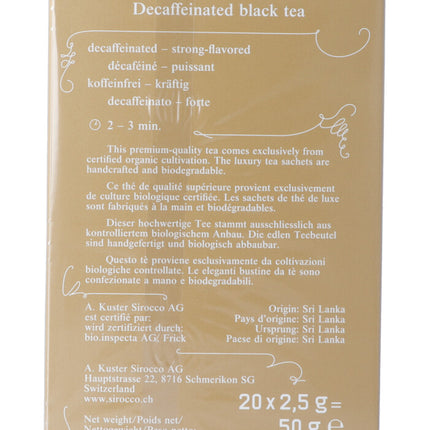 Decaffeinated black tea
decaffeinated – strong-flavored
décaféiné – puissant
koffeinfrei – kräftig
decaffeinato – forte
2 – 3 min.
This premium-quality tea comes exclusively from
certified organic cultivation. The luxury tea sachets are
handcrafted and biodegradable.
Ce thé de qualité supérieure provient exclusivement
de culture biologique certifiée. Les sachets de thé de luxe
sont fabriqués à la main et biodégradables.
Dieser hochwertige Tee stammt ausschliesslich aus
kontrolliertem biologischem Anbau. Die edlen Teebeutel
sind handgefertigt und biologisch abbaubar.
Questo tè proviene esclusivamente da coltivazioni
biologiche controllate. Le eleganti bustine da tè sono
confezionate a mano e biodegradabili.
A. Kuster Sirocco AG
est certifié par:
wird zertifiziert durch:
bio.inspecta AG/ Frick
Origin: Sri Lanka
Pays d'origine: Sri Lanka
Ursprung: Sri Lanka
Paese di origine: Sri Lanka
A. Kuster Sirocco AG
Hauptstrasse 22, 8716 Schmerikon SG
Switzerland
www.sirocco.ch
20 x 2,5 g=
50 g e
Net weight/Poids net/
Nettogewicht/Peso netto